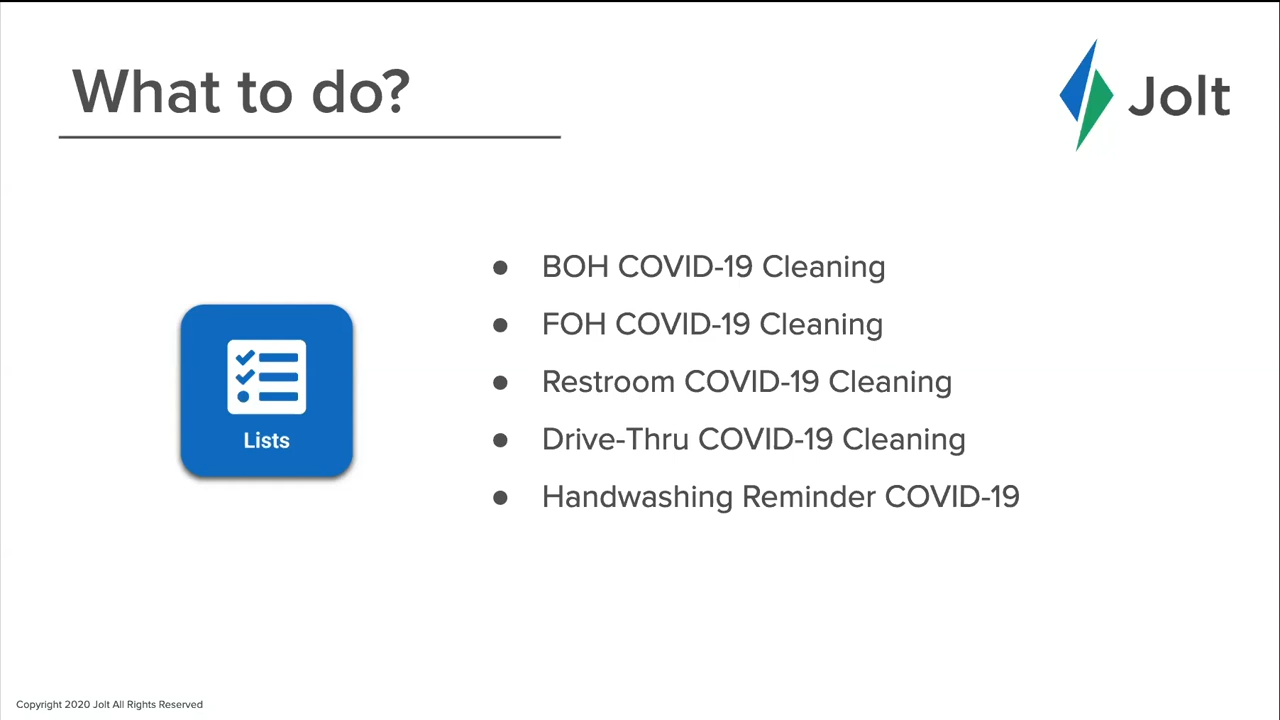 What to do?
Jolt
BOH COVID-19 Cleaning
FOH COVID-19 Cleaning
Restroom COVID-19 Cleaning
Drive-Thru COVID-19 Cleaning
Handwashing Reminder COVID-19
Lists
Copyright 2020 Jolt All Rights Reserved